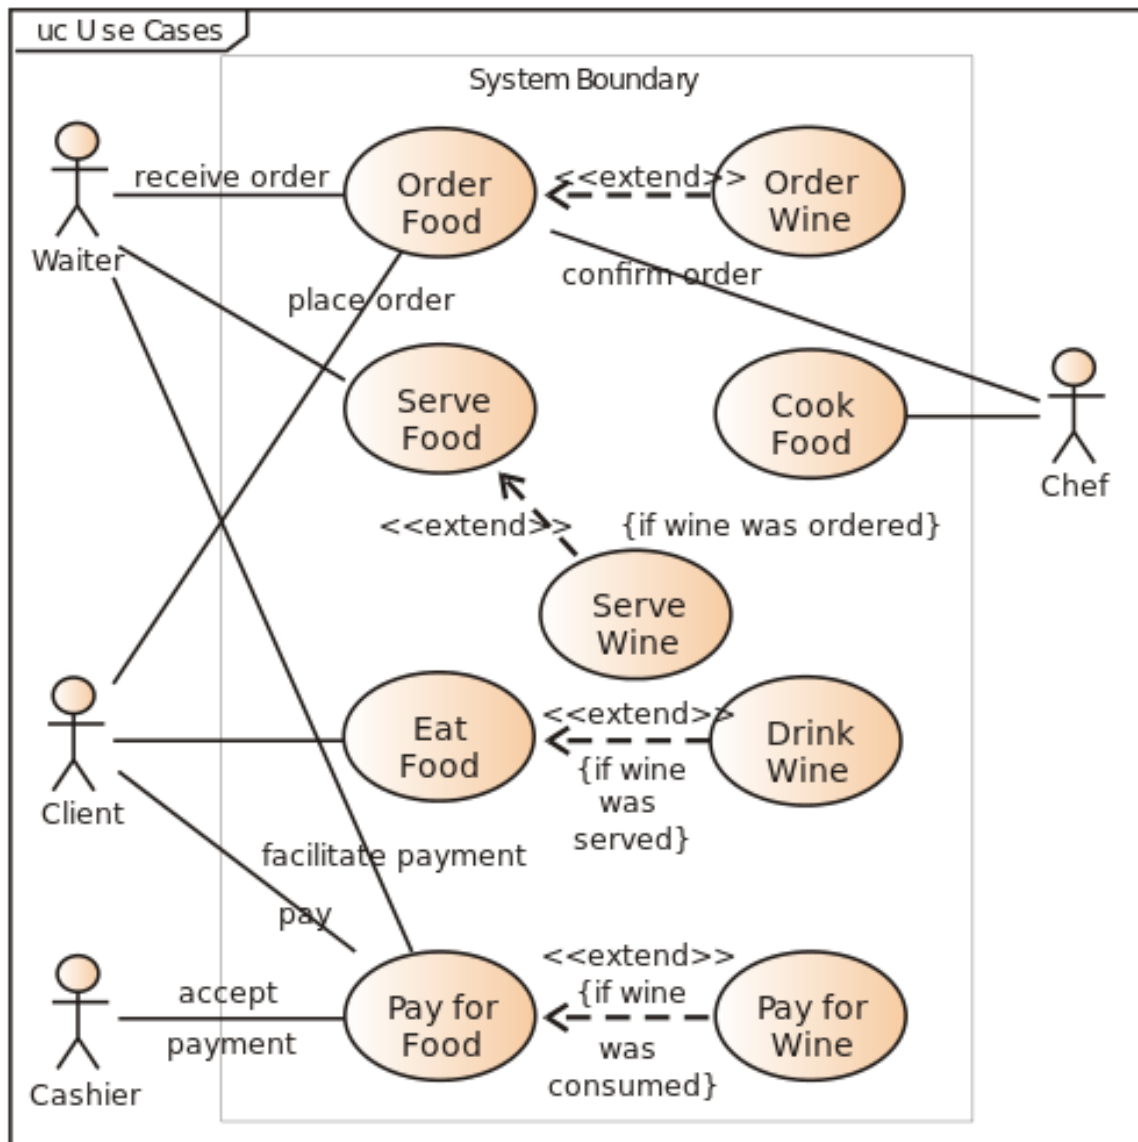 uc Use Cases
System Boundary
receive order
Order
Food
<<extend>>
Order
Wine
Waiter
confirm order
place order
Serve
Food
Cook
Food
Chef
<<extend>>
{if wine was ordered}
Serve
Wine
Eat
Food
<<extend>>
{if wine
was
served}
Drink
Wine
Client
facilitate payment
pay
<<extend>>
{if wine
was
consumed}
accept
payment
Pay for
Food
Pay for
Wine
Cashier